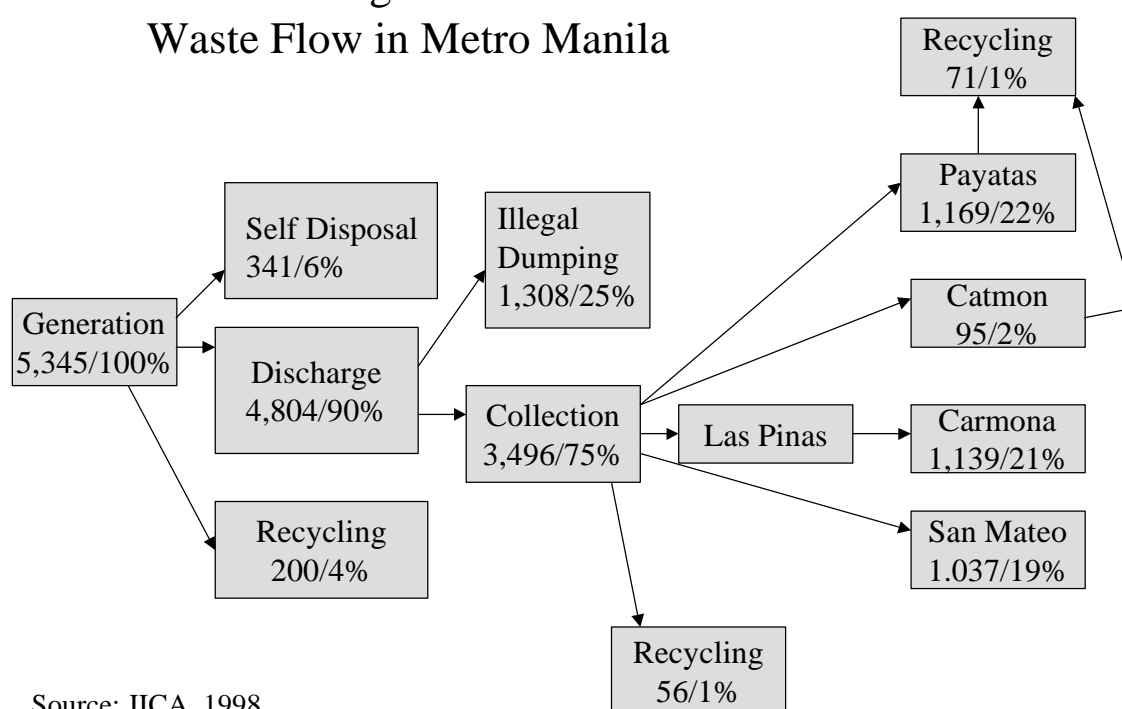 Waste Flow in Metro Manila
Recycling
71/1%
Payatas
1,169/22%
Self Disposal
341/6%
Illegal
Dumping
1,308/25%
Catmon
95/2%
Generation
5,345/100%
Discharge
4,804/90%
Collection
3,496/75%
Las Pinas
Carmona
1,139/21%
Recycling
200/4%
San Mateo
1.037/19%
Recycling
56/1%
Source: JICA, 1998